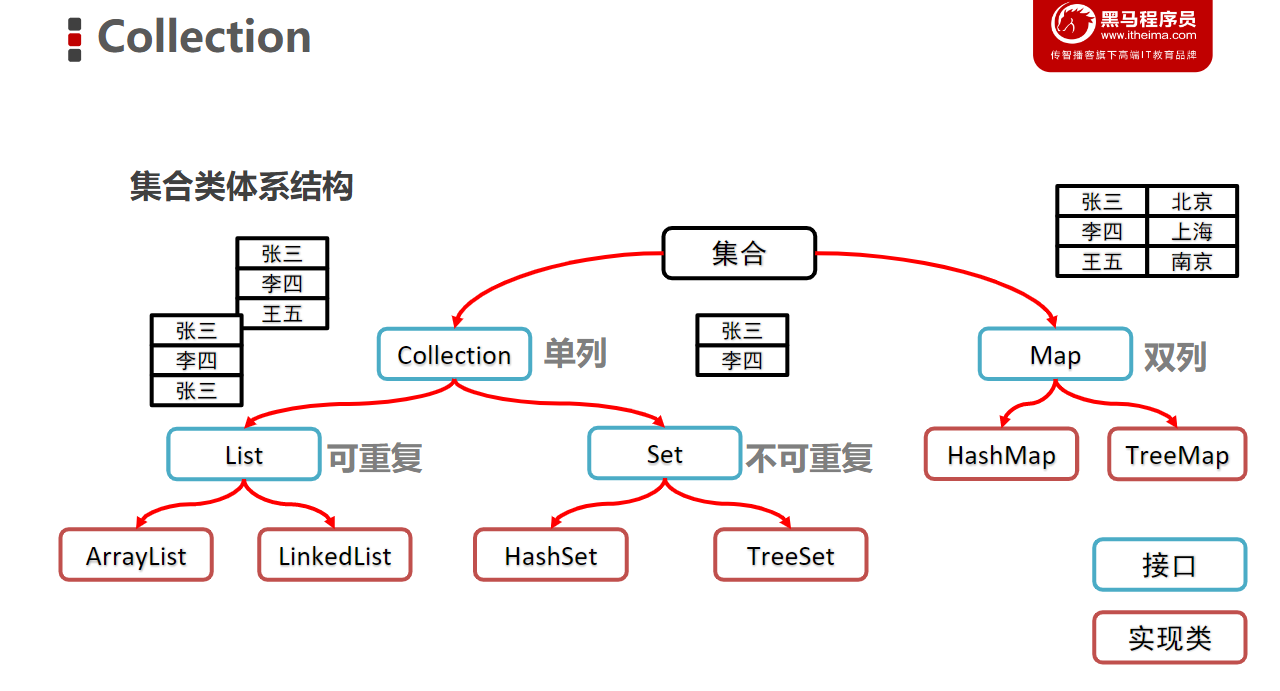 Collection
黑马程序员
www.itheima.com
传智播客旗下高端IT教育品牌
集合类体系结构
张三
李四
王五
张三
李四
张三
集合
张三 北京
李四 上海
王五 南京
Collection 单列
张三
李四
Map 双列
List 可重复
Set 不可重复
HashMap
TreeMap
ArrayList
LinkedList
HashSet
TreeSet
接口
实现类